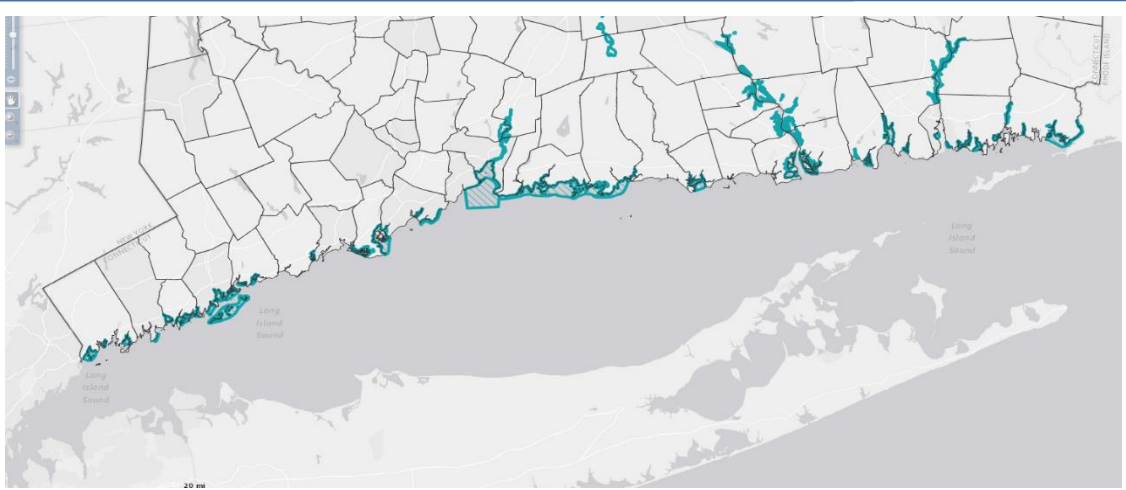 CONNECTICUT
RHODE ISLAND
NEW YORK
CONNECTICUT
Long
Island
Sound
Long
Island
Sound
Long
Island
Sound
20 mi